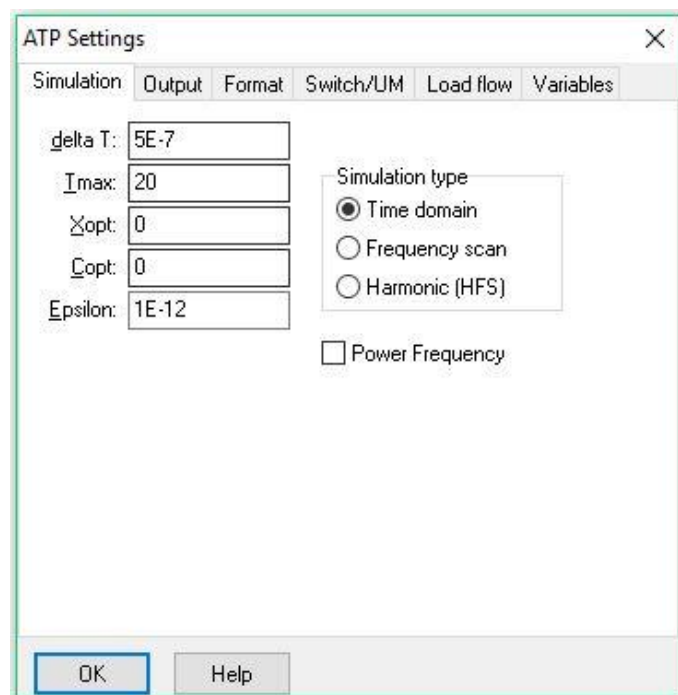 ATP Settings
Simulation Output Format Switch/UM Load flow Variables
delta T: 5E-7
Tmax: 20
Xopt: 0
Copt: 0
Epsilon: 1E-12
Simulation type
Time domain
Frequency scan
Harmonic (HFS)
Power Frequency
OK Help